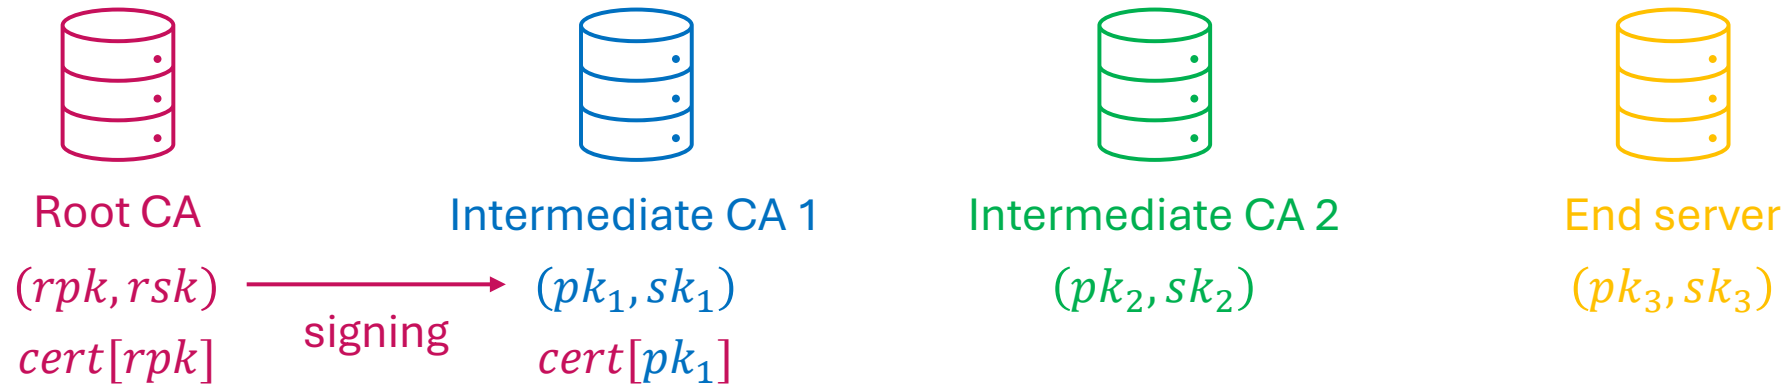 Root CA
Intermediate CA 1
Intermediate CA 2
End server
(rpk, rsk)
(pk₁, sk₁)
(pk₂, sk₂)
(pk₃, sk₃)
signing
cert[rpk]
cert[pk₁]